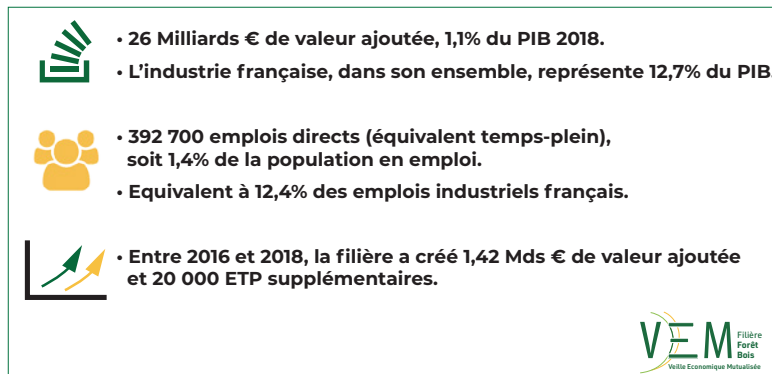 • 26 Milliards € de valeur ajoutée, 1,1% du PIB 2018.
• L'industrie française, dans son ensemble, représente 12,7% du PIB.
• 392 700 emplois directs (équivalent temps-plein),
soit 1,4% de la population en emploi.
• Equivalent à 12,4% des emplois industriels français.
• Entre 2016 et 2018, la filière a créé 1,42 Mds € de valeur ajoutée
et 20 000 ETP supplémentaires.
VEM
Filière
Forêt
Bois
Veille Economique Mutualisée